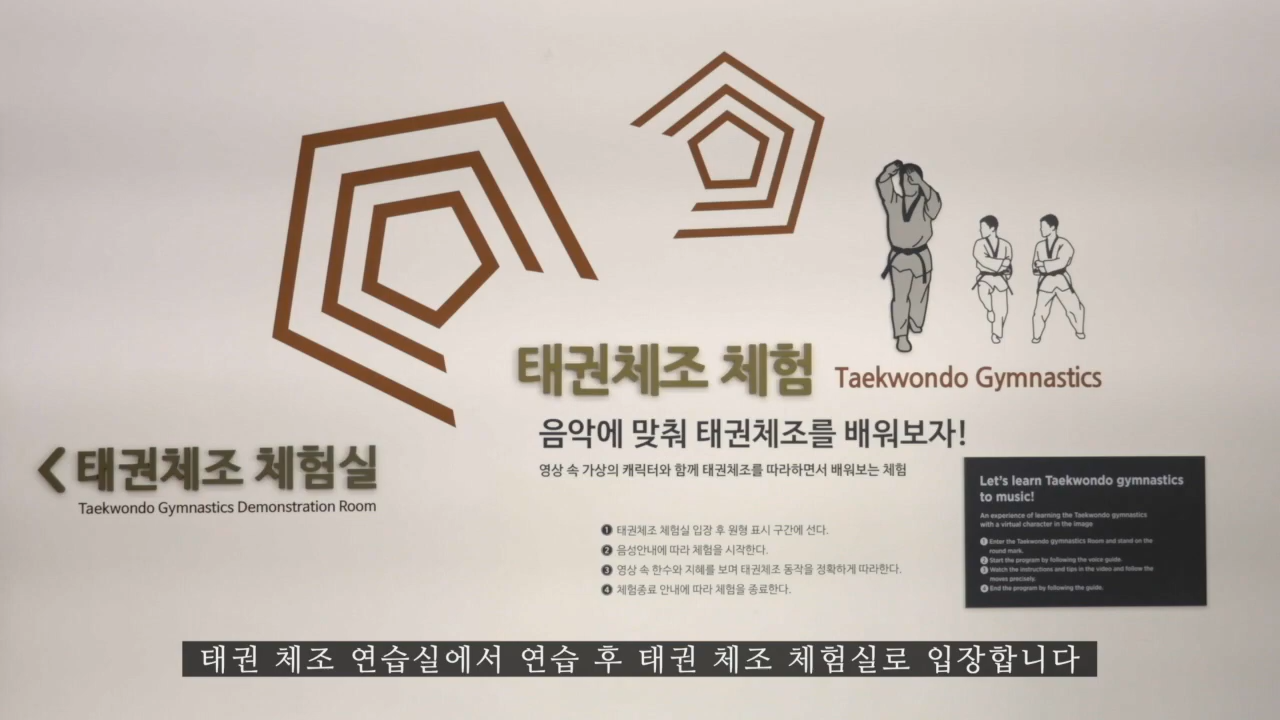 태권체조 체험 Taekwondo Gymnastics
음악에 맞춰 태권체조를 배워보자!
영상 속 가상의 캐릭터와 함께 태권체조를 따라하면서 배워보는 체험
❶ 태권체조 체험실 입장 후 원형 표시 구간에 선다.
❷ 음성안내에 따라 체험을 시작한다.
❸ 영상 속 한수와 지혜를 보며 태권체조 동작을 정확하게 따라한다.
❹ 체험종료 안내에 따라 체험을 종료한다.
< 태권체조 체험실
Taekwondo Gymnastics Demonstration Room
Let's learn Taekwondo gymnastics
to music!
An experience of learning the Taekwondo gymnastics
with a virtual character in the image
❶ Enter the Taekwondo gymnastics Room and stand on the
round mark.
❷ Start the program by following the voice guide.
❸ Watch the instructions and tips in the video and follow the
moves precisely.
❹ End the program by following the guide.
태권 체조 연습실에서 연습 후 태권 체조 체험실로 입장합니다